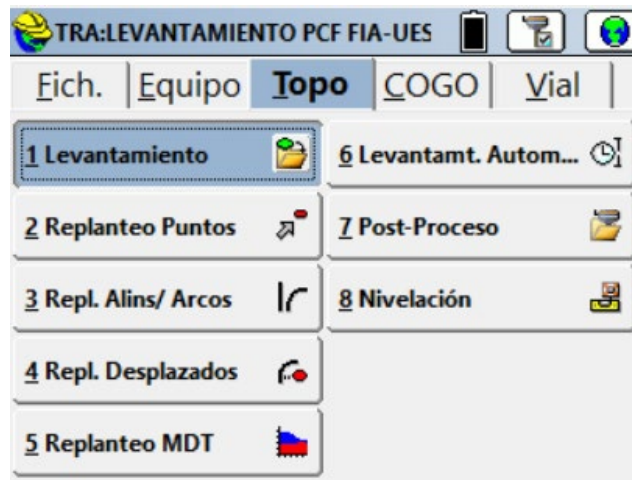 TRA:LEVANTAMIENTO PCF FIA-UES
Fich. Equipo Topo COGO Vial
1 Levantamiento
2 Replanteo Puntos
3 Repl. Alins/ Arcos
4 Repl. Desplazados
5 Replanteo MDT
6 Levantamt. Autom...
7 Post-Proceso
8 Nivelación